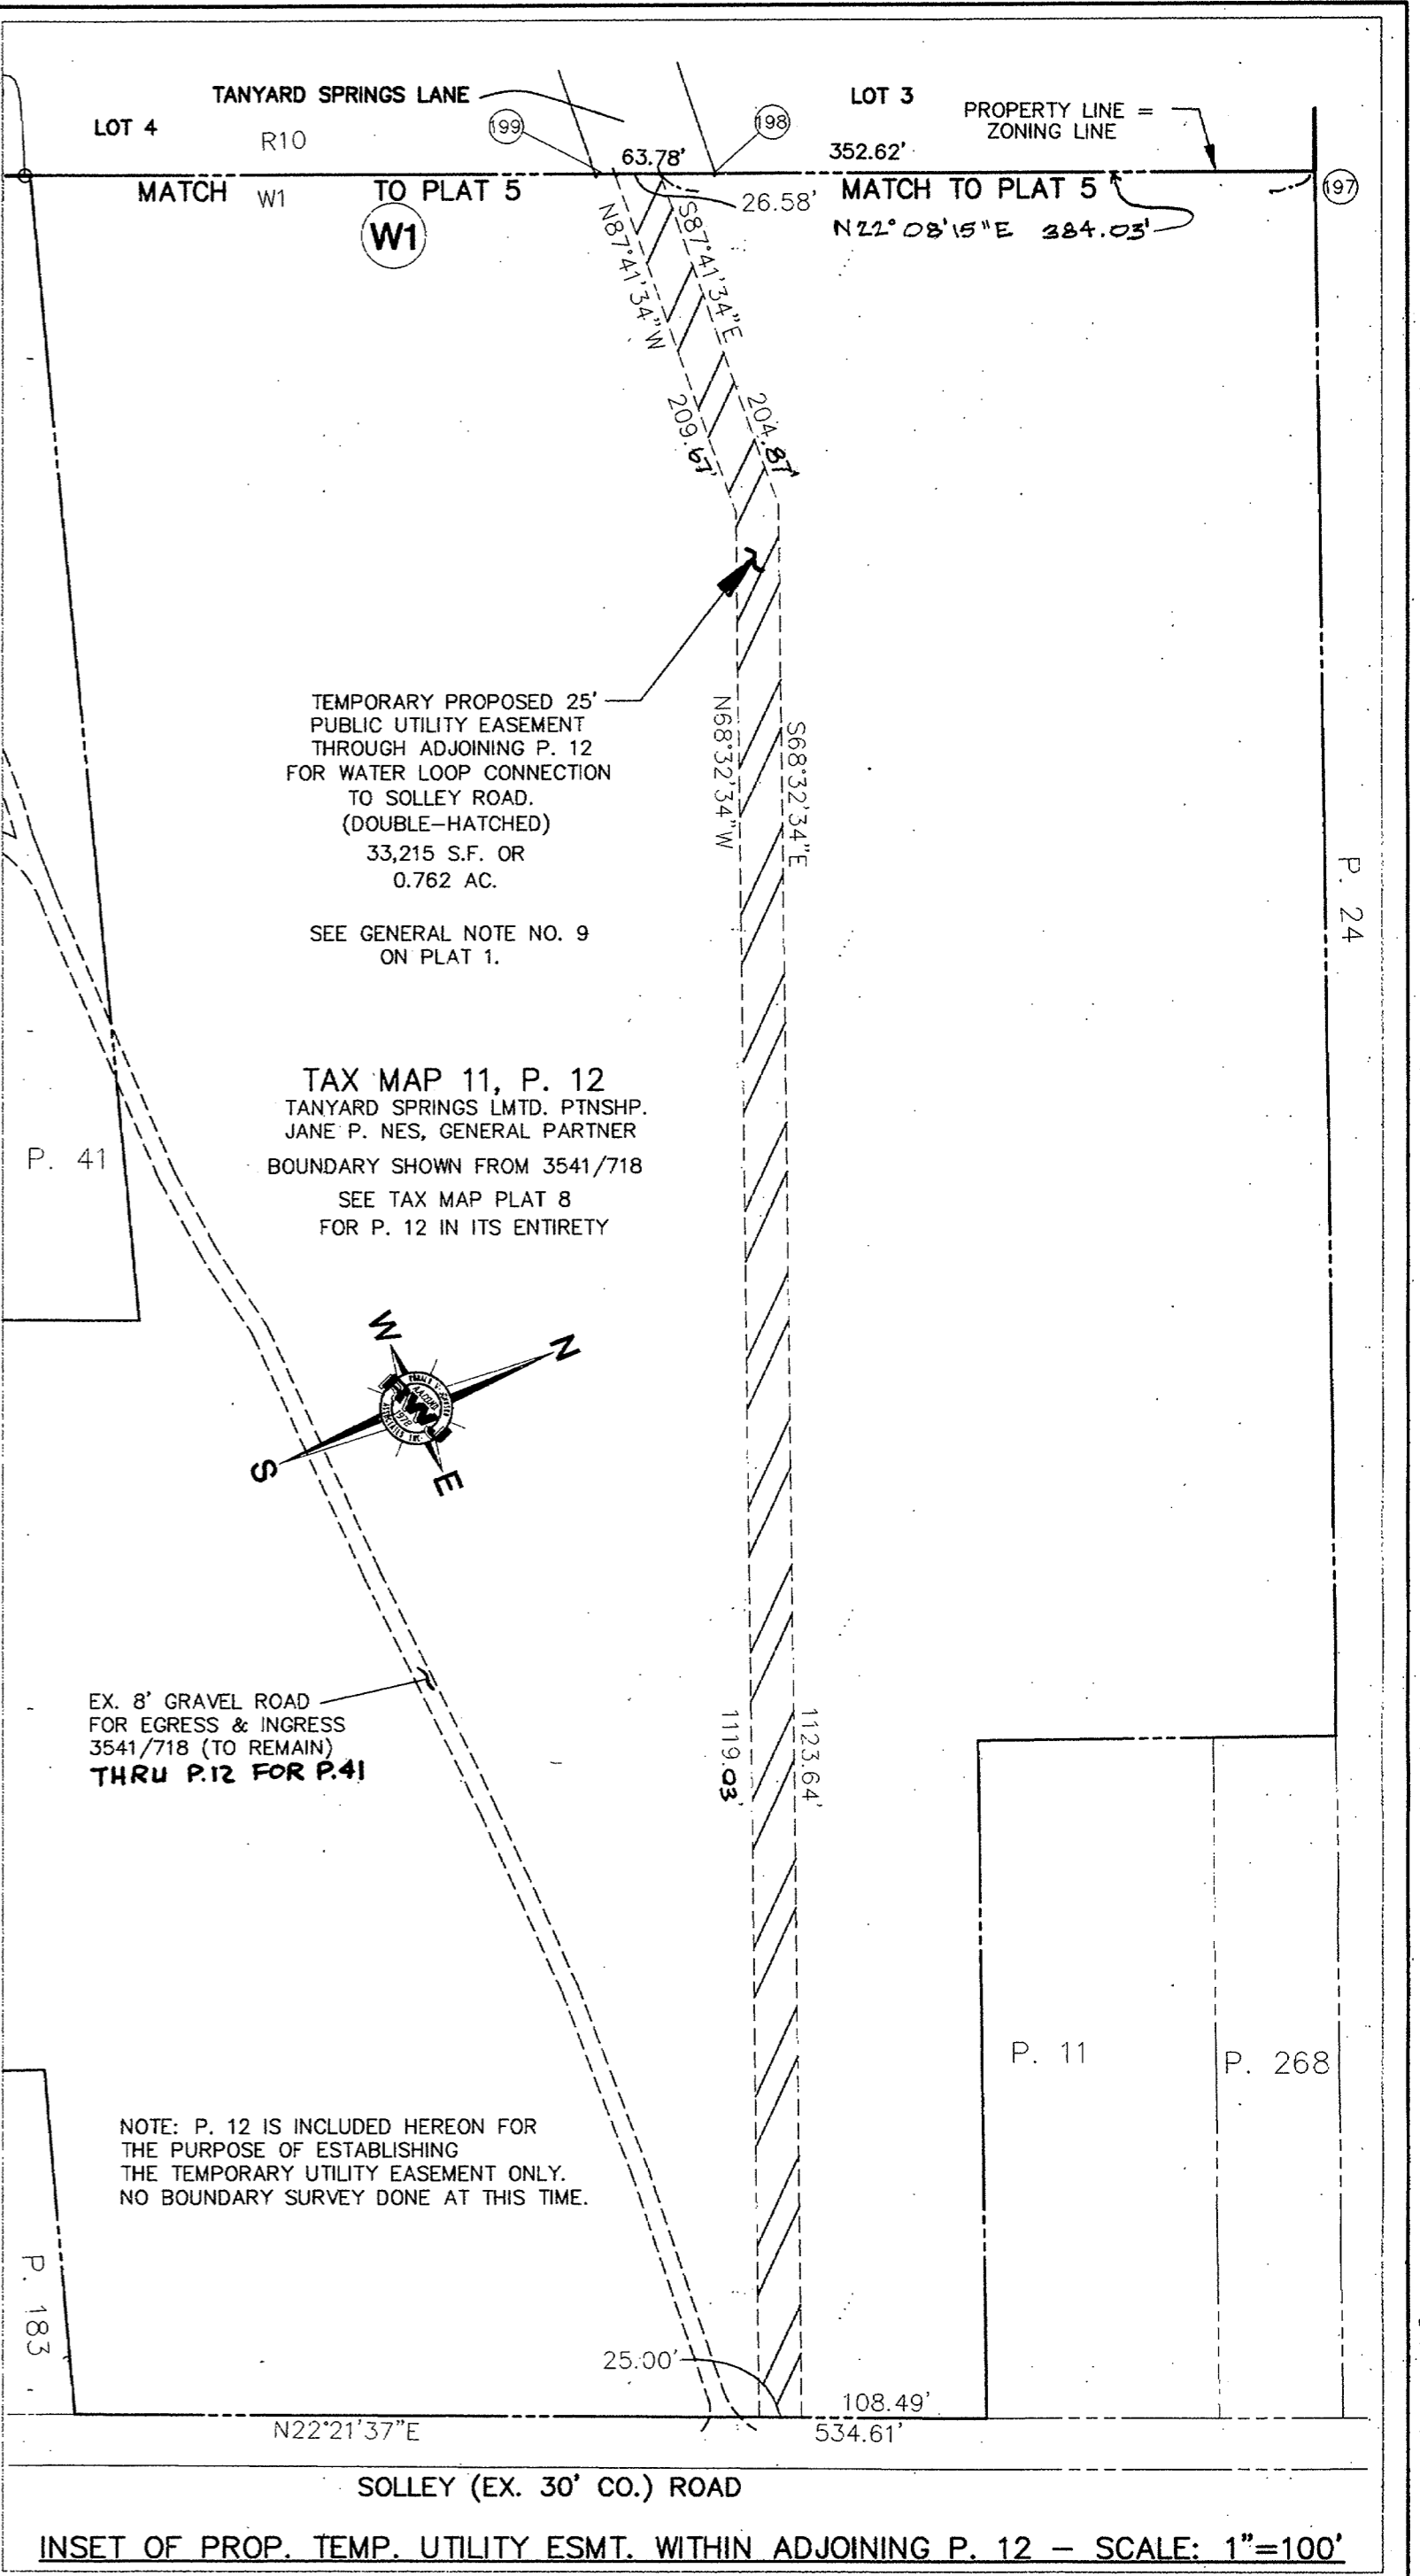 TANYARD SPRINGS LANE
LOT 4
R10
199
198
LOT 3
PROPERTY LINE =
ZONING LINE
63.78'
352.62'
MATCH
W1
TO PLAT 5
26.58'
MATCH TO PLAT 5
197
W1
N22°08'15"E 384.03'
N87°41'34"W
S87°41'34"E
209.67'
204.87'
TEMPORARY PROPOSED 25'
PUBLIC UTILITY EASEMENT
THROUGH ADJOINING P. 12
FOR WATER LOOP CONNECTION
TO SOLLEY ROAD.
(DOUBLE-HATCHED)
33,215 S.F. OR
0.762 AC.
N68°32'34"W
S68°32'34"E
P. 24
SEE GENERAL NOTE NO. 9
ON PLAT 1.
TAX MAP 11, P. 12
TANYARD SPRINGS LMTD. PTNSHP.
JANE P. NES, GENERAL PARTNER
P. 41
BOUNDARY SHOWN FROM 3541/718
SEE TAX MAP PLAT 8
FOR P. 12 IN ITS ENTIRETY
W
N
S
E
EX. 8' GRAVEL ROAD
FOR EGRESS & INGRESS
3541/718 (TO REMAIN)
THRU P.12 FOR P.41
1119.03'
1123.64'
P. 11
P. 268
NOTE: P. 12 IS INCLUDED HEREON FOR
THE PURPOSE OF ESTABLISHING
THE TEMPORARY UTILITY EASEMENT ONLY.
NO BOUNDARY SURVEY DONE AT THIS TIME.
P. 183
25.00'
108.49'
N22°21'37"E
534.61'
SOLLEY (EX. 30' CO.) ROAD
INSET OF PROP. TEMP. UTILITY ESMT. WITHIN ADJOINING P. 12 – SCALE: 1"=100'